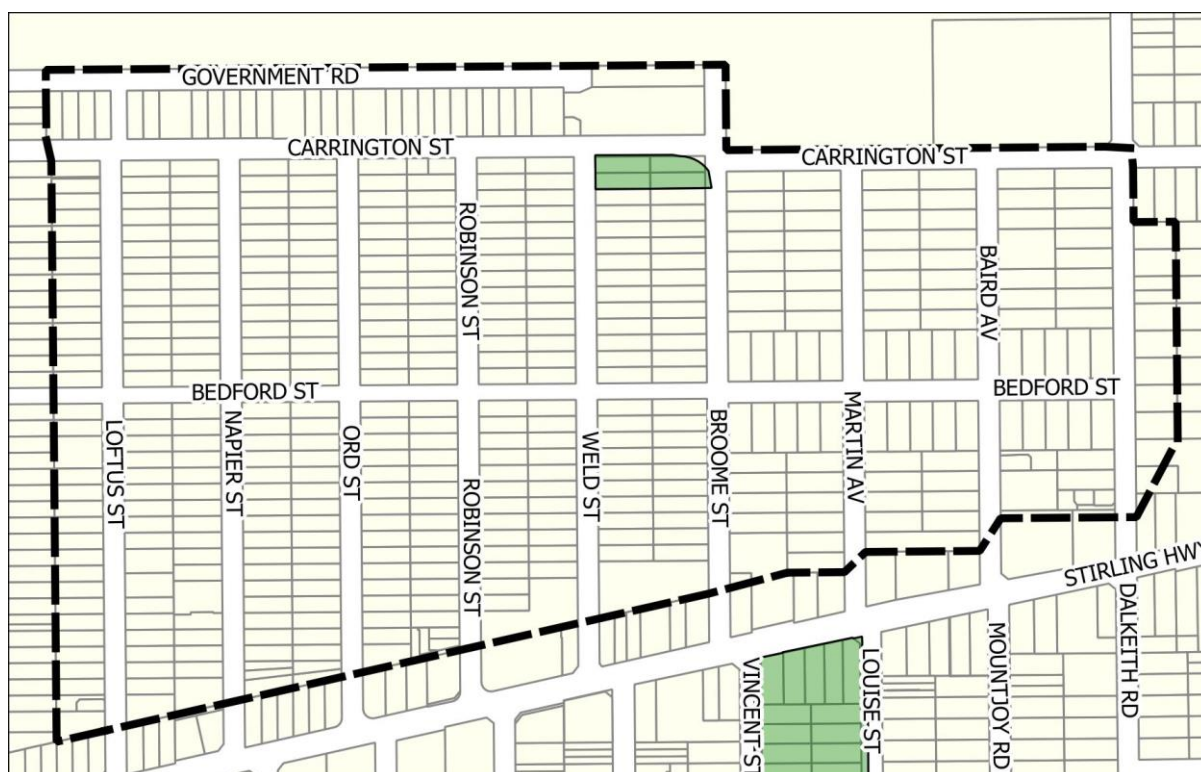 GOVERNMENT RD
CARRINGTON ST
CARRINGTON ST
ROBINSON ST
BAIRD AV
BEDFORD ST
BEDFORD ST
LOFTUS ST
NAPIER ST
ORD ST
ROBINSON ST
WELD ST
BROOME ST
MARTIN AV
STIRLING HWY
VINCENT ST
LOUISE ST
MOUNTJOY RD
DALKEITH RD